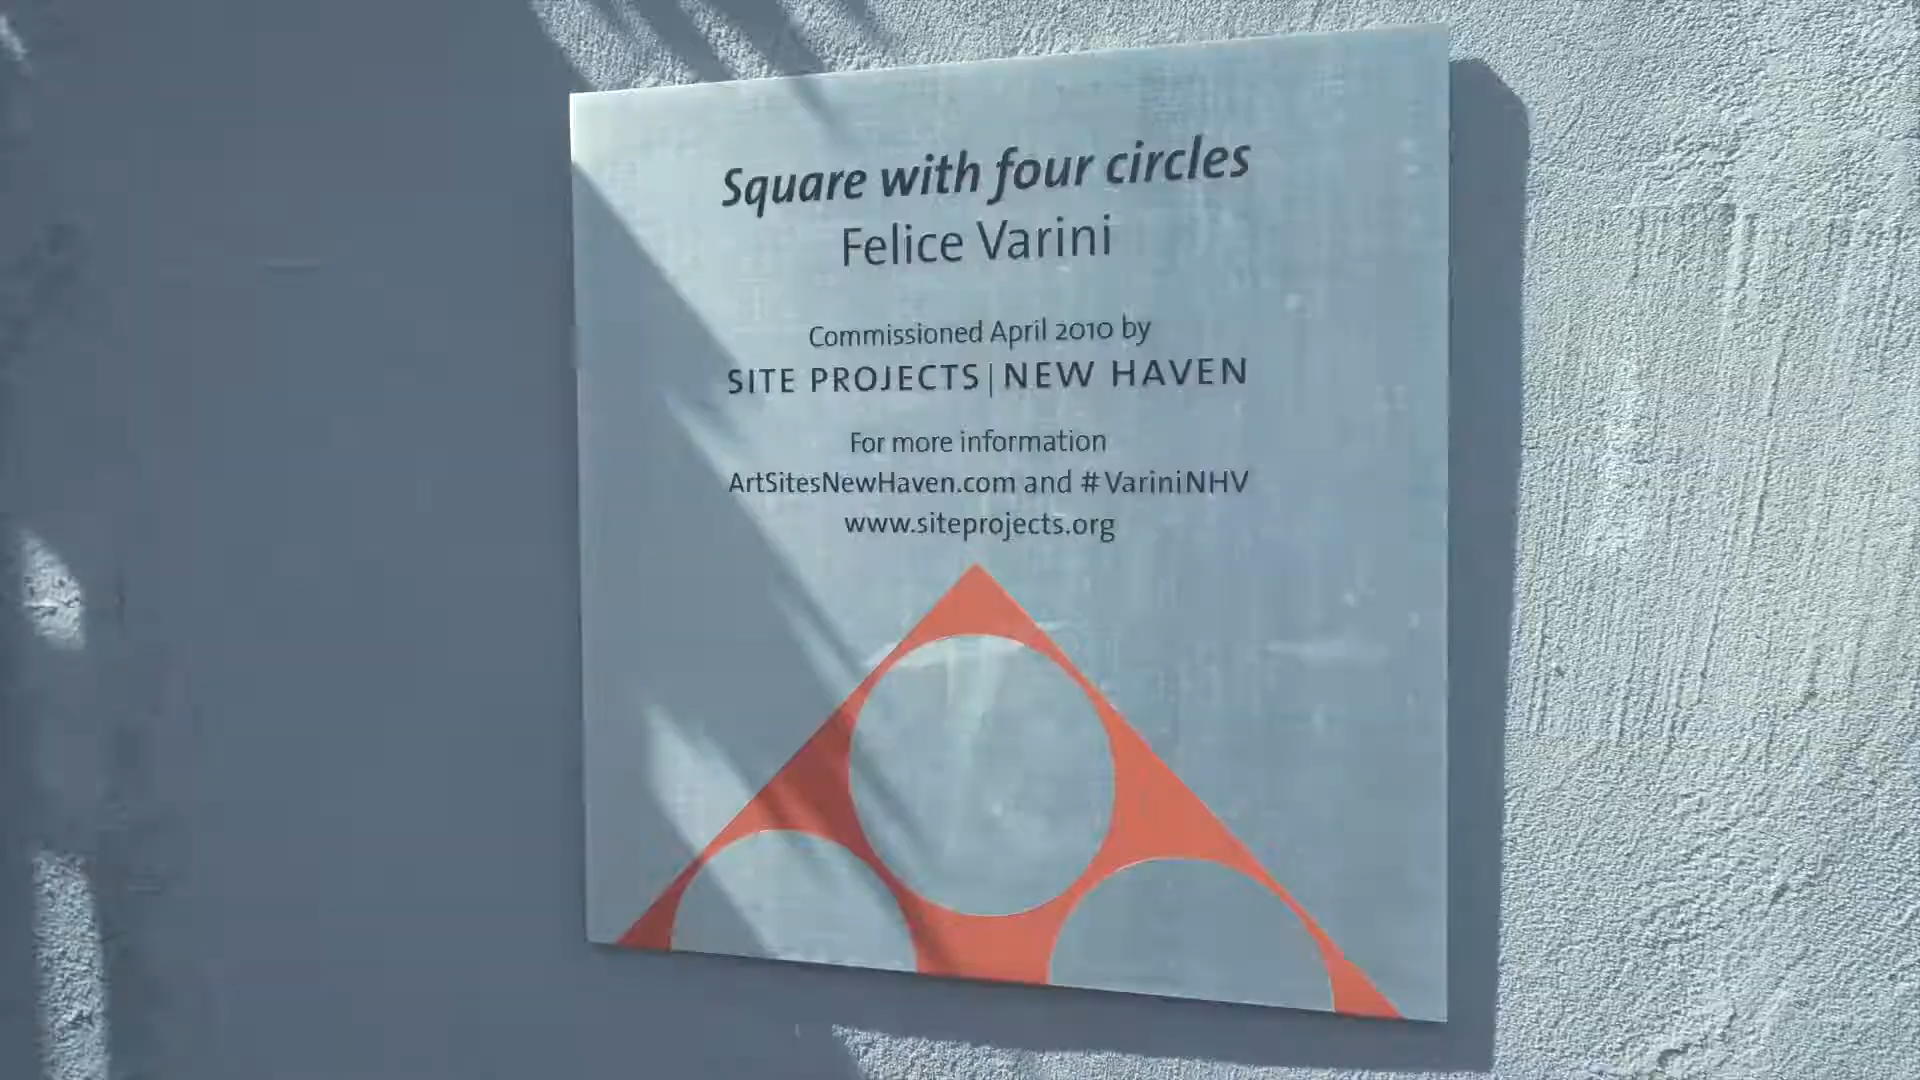 Square with four circles
Felice Varini
Commissioned April 2010 by
SITE PROJECTS | NEW HAVEN
For more information
ArtSitesNewHaven.com and #VariniNHV
www.siteprojects.org